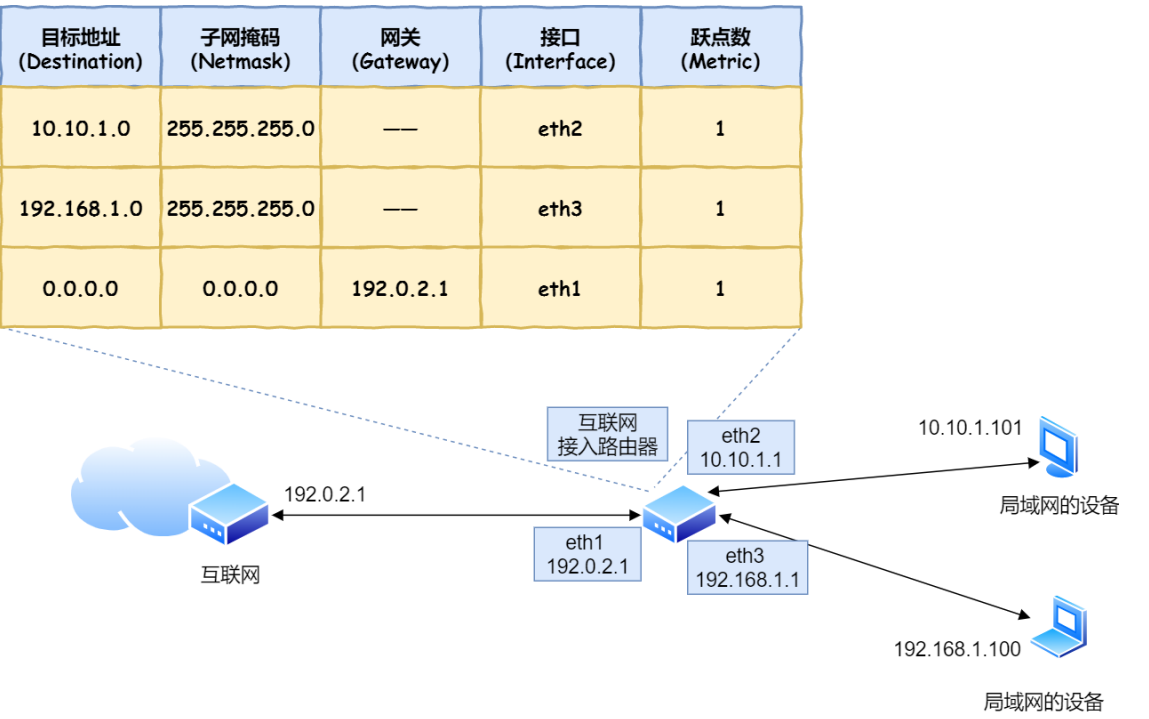 目标地址 子网掩码 网关 接口 跃点数
(Destination) (Netmask) (Gateway) (Interface) (Metric)
10.10.1.0 255.255.255.0 —— eth2 1
192.168.1.0 255.255.255.0 —— eth3 1
0.0.0.0 0.0.0.0 192.0.2.1 eth1 1
互联网
接入路由器
eth2
10.10.1.1
10.10.1.101
局域网的设备
192.0.2.1
互联网
eth1
192.0.2.1
eth3
192.168.1.1
192.168.1.100
局域网的设备